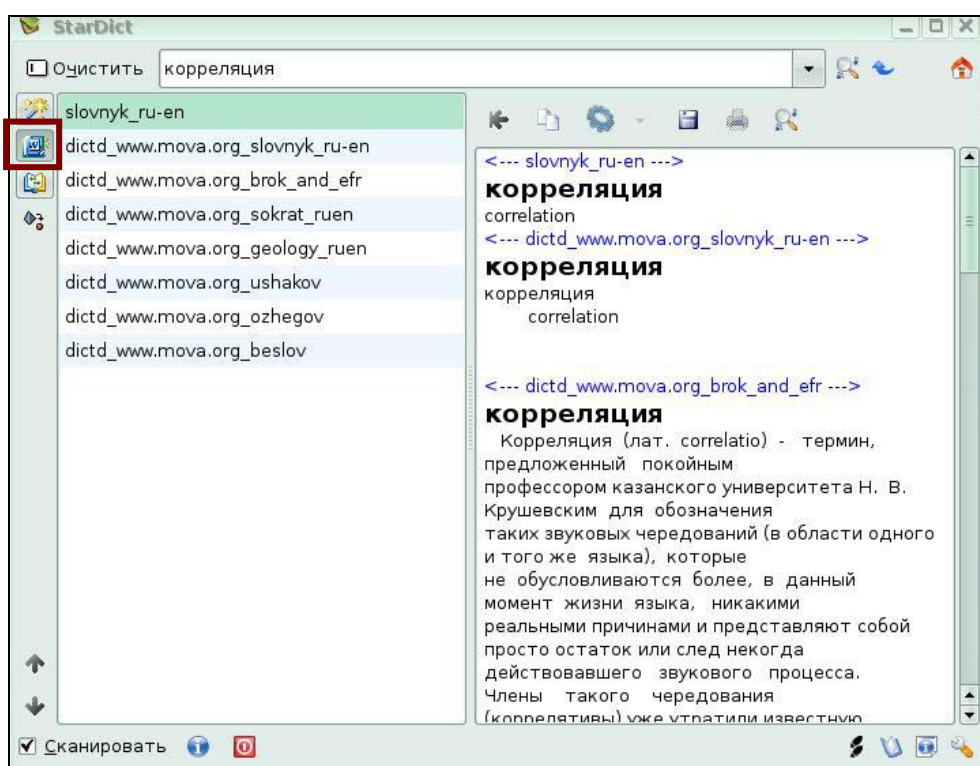 StarDict
Очистить корреляция
slovnyk_ru-en
dictd_www.mova.org_slovnyk_ru-en
dictd_www.mova.org_brok_and_efr
dictd_www.mova.org_sokrat_ruen
dictd_www.mova.org_geology_ruen
dictd_www.mova.org_ushakov
dictd_www.mova.org_ozhegov
dictd_www.mova.org_beslov
<--- slovnyk_ru-en --->
корреляция
correlation
<--- dictd_www.mova.org_slovnyk_ru-en --->
корреляция
корреляция
correlation
<--- dictd_www.mova.org_brok_and_efr --->
корреляция
Корреляция (лат. correlatio) - термин,
предложенный покойным
профессором казанского университета Н. В.
Крушевским для обозначения
таких звуковых чередований (в области одного
и того же языка), которые
не обусловливаются более, в данный
момент жизни языка, никакими
реальными причинами и представляют собой
просто остаток или след некогда
действовавшего звукового процесса.
Члены такого чередования
(коррелятивы) уже утратили известную
Сканировать